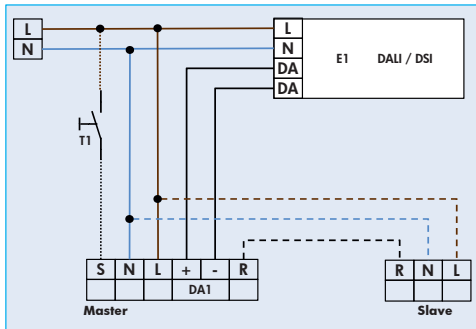 L
N
L
N
DA
DA
E1 DALI / DSI
T1
S N L + - R
DA1
Master
R N L
Slave